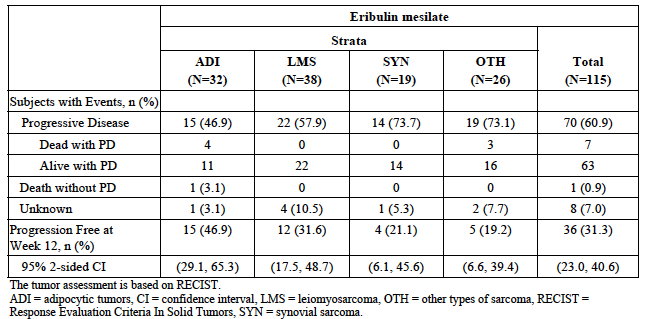 Eribulin mesilate
Strata
ADI (N=32) LMS (N=38) SYN (N=19) OTH (N=26) Total (N=115)
Subjects with Events, n (%)
Progressive Disease 15 (46.9) 22 (57.9) 14 (73.7) 19 (73.1) 70 (60.9)
Dead with PD 4 0 0 3 7
Alive with PD 11 22 14 16 63
Death without PD 1 (3.1) 0 0 0 1 (0.9)
Unknown 1 (3.1) 4 (10.5) 1 (5.3) 2 (7.7) 8 (7.0)
Progression Free at Week 12, n (%) 15 (46.9) 12 (31.6) 4 (21.1) 5 (19.2) 36 (31.3)
95% 2-sided CI (29.1, 65.3) (17.5, 48.7) (6.1, 45.6) (6.6, 39.4) (23.0, 40.6)
The tumor assessment is based on RECIST.
ADI = adipocytic tumors, CI = confidence interval, LMS = leiomyosarcoma, OTH = other types of sarcoma, RECIST =
Response Evaluation Criteria In Solid Tumors, SYN = synovial sarcoma.